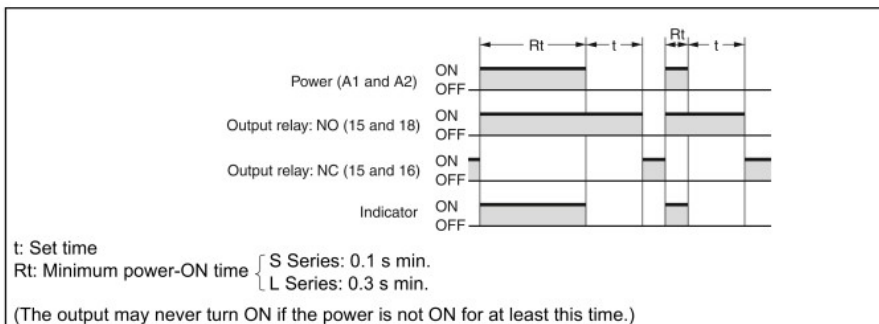 Rt t Rt t
Power (A1 and A2) ON
OFF
Output relay: NO (15 and 18) ON
OFF
Output relay: NC (15 and 16) ON
OFF
Indicator ON
OFF
t: Set time
Rt: Minimum power-ON time { S Series: 0.1 s min.
L Series: 0.3 s min.
(The output may never turn ON if the power is not ON for at least this time.)